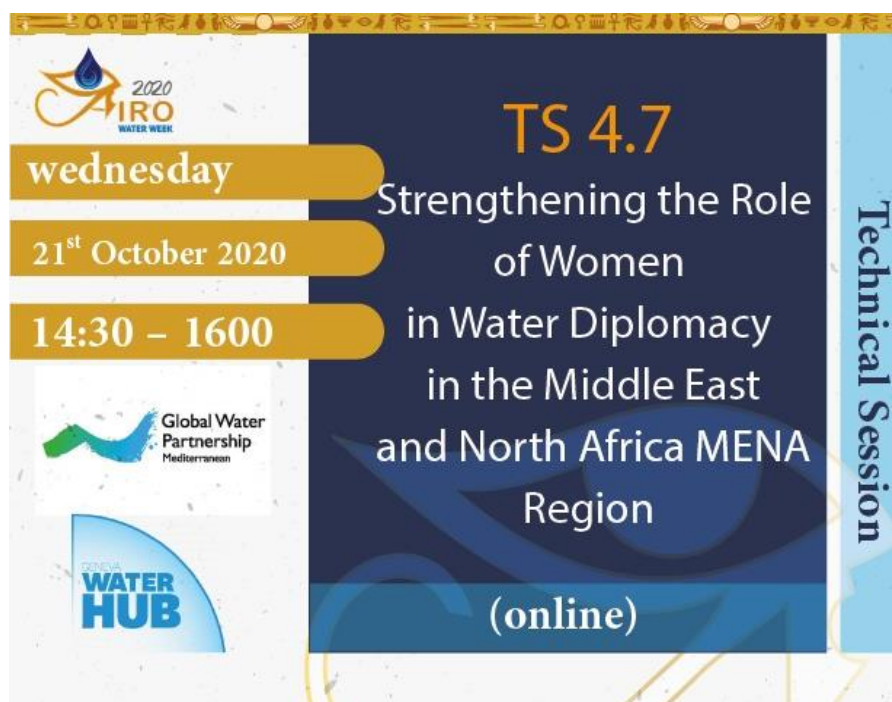 2020
CAIRO
WATER WEEK
wednesday
21st October 2020
14:30 – 1600
Global Water
Partnership
Mediterranean
GENEVA
WATER
HUB
TS 4.7
Strengthening the Role
of Women
in Water Diplomacy
in the Middle East
and North Africa MENA
Region
(online)
Technical Session